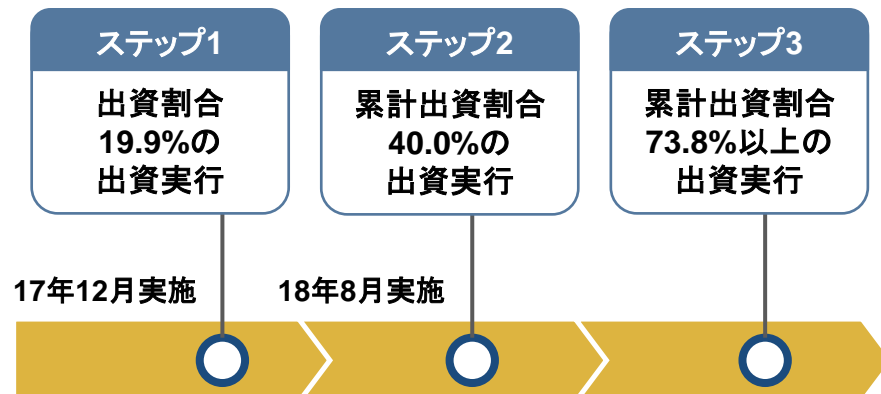 ステップ1
出資割合
19.9%の
出資実行
ステップ2
累計出資割合
40.0%の
出資実行
ステップ3
累計出資割合
73.8%以上の
出資実行
17年12月実施
18年8月実施